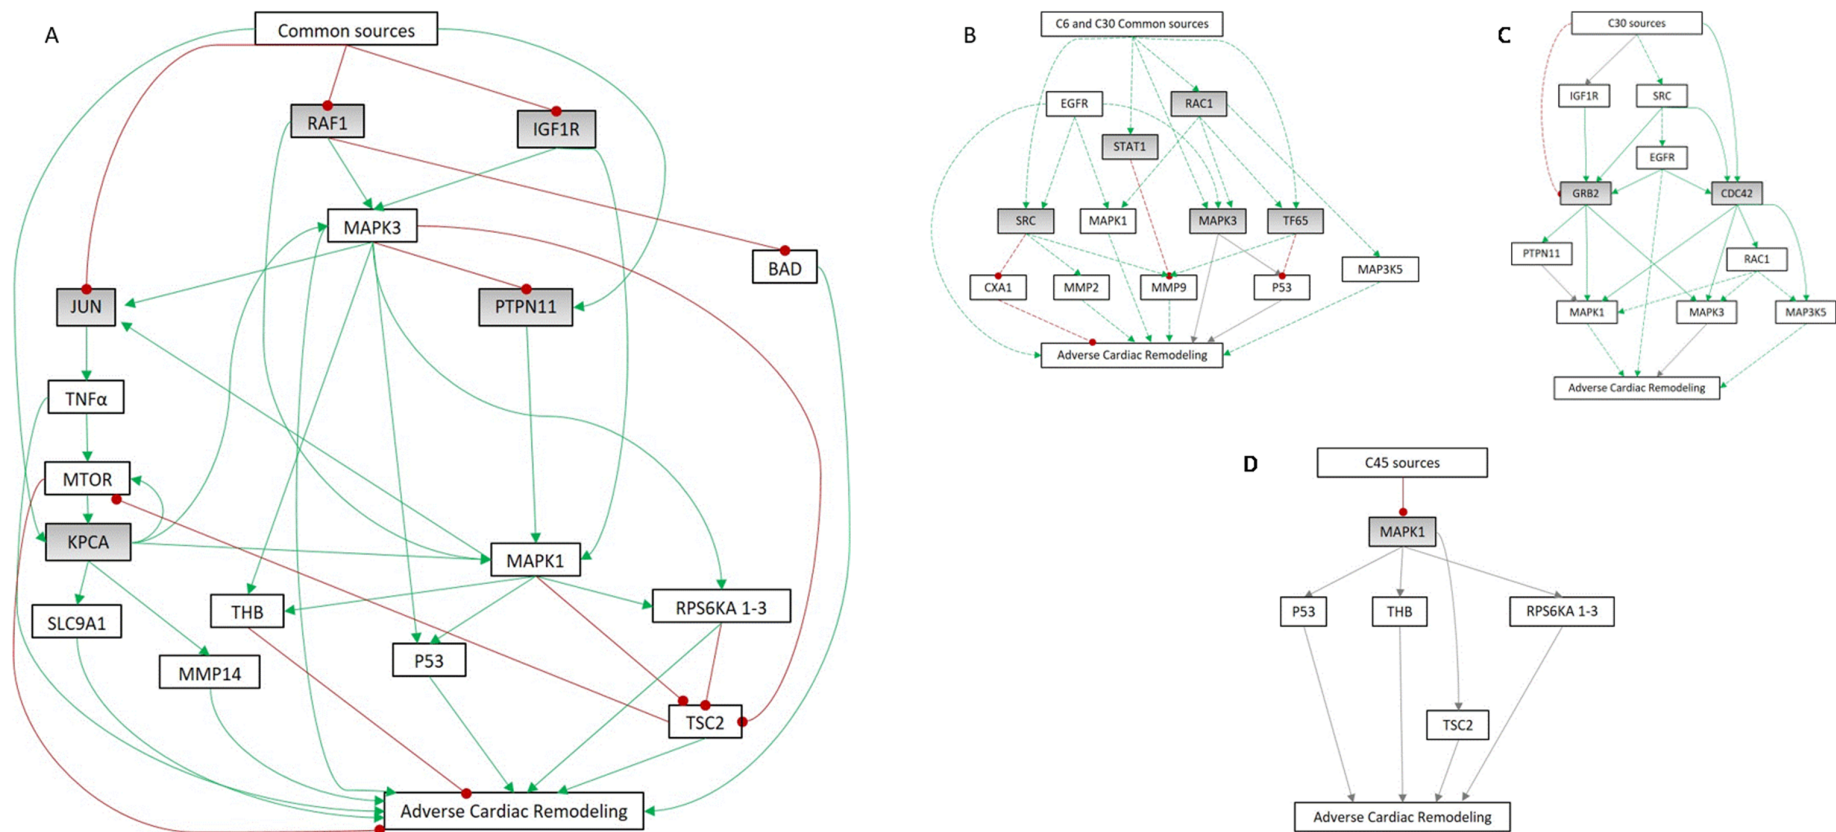 A
Common sources
RAF1
IGF1R
MAPK3
BAD
JUN
PTPN11
TNFα
MTOR
KPCA
MAPK1
SLC9A1
THB
RPS6KA 1-3
MMP14
P53
TSC2
Adverse Cardiac Remodeling
B
C6 and C30 Common sources
EGFR
RAC1
STAT1
SRC
MAPK1
MAPK3
TF65
MAP3K5
CXA1
MMP2
MMP9
P53
Adverse Cardiac Remodeling
C
C30 sources
IGF1R
SRC
EGFR
GRB2
CDC42
PTPN11
RAC1
MAPK1
MAPK3
MAP3K5
Adverse Cardiac Remodeling
D
C45 sources
MAPK1
P53
THB
RPS6KA 1-3
TSC2
Adverse Cardiac Remodeling